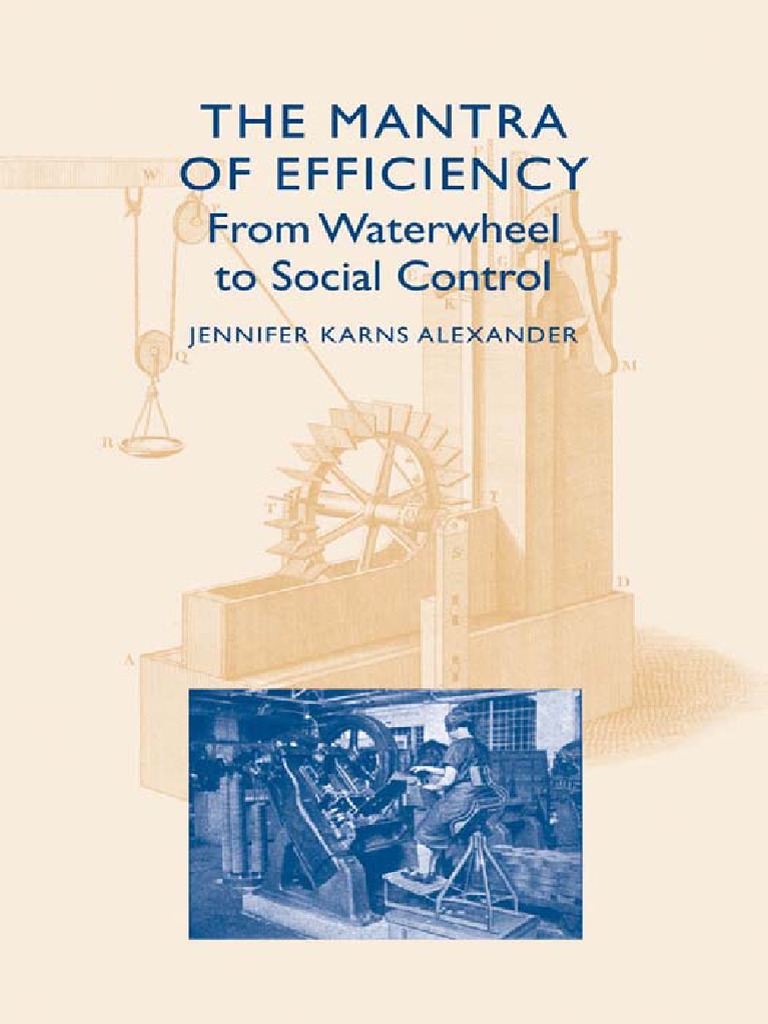 THE MANTRA
OF EFFICIENCY
From Waterwheel
to Social Control
JENNIFER KARNS ALEXANDER
W
P
F
G
E
K
Q
M
R
T
I
S
D
A